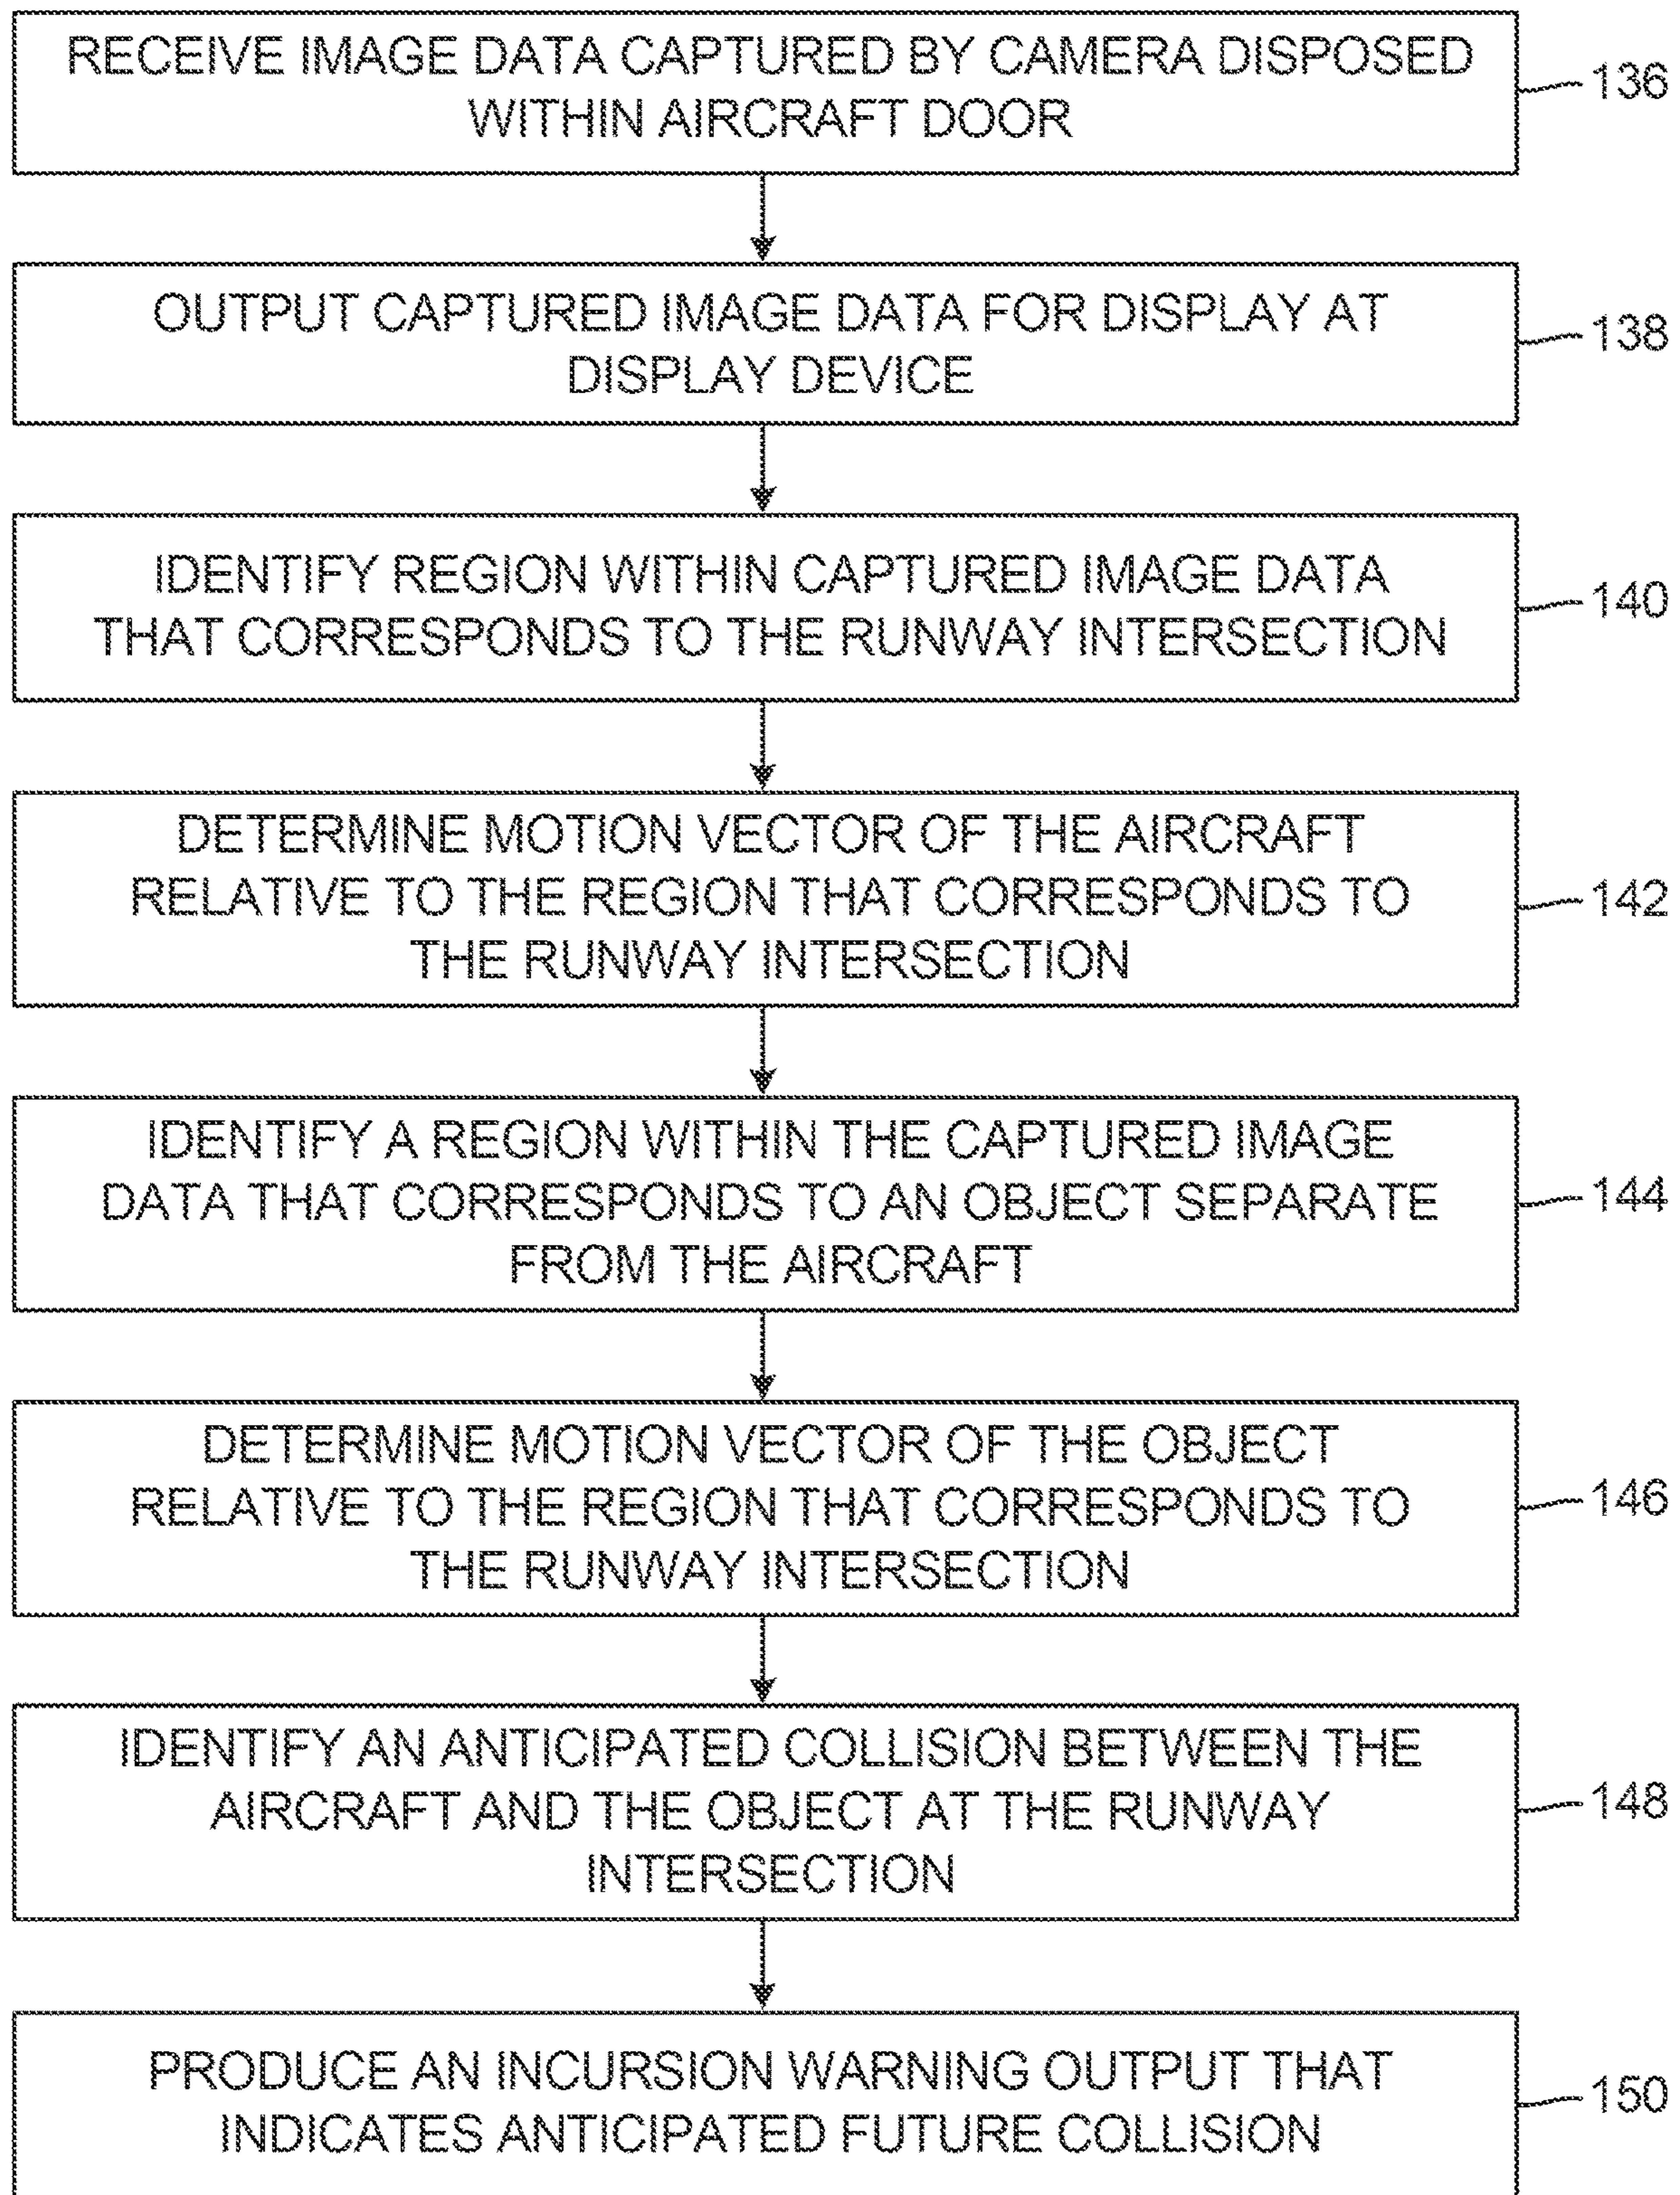 RECEIVE IMAGE DATA CAPTURED BY CAMERA DISPOSED
WITHIN AIRCRAFT DOOR
136
OUTPUT CAPTURED IMAGE DATA FOR DISPLAY AT
DISPLAY DEVICE
138
IDENTIFY REGION WITHIN CAPTURED IMAGE DATA
THAT CORRESPONDS TO THE RUNWAY INTERSECTION
140
DETERMINE MOTION VECTOR OF THE AIRCRAFT
RELATIVE TO THE REGION THAT CORRESPONDS TO
THE RUNWAY INTERSECTION
142
IDENTIFY A REGION WITHIN THE CAPTURED IMAGE
DATA THAT CORRESPONDS TO AN OBJECT SEPARATE
FROM THE AIRCRAFT
144
DETERMINE MOTION VECTOR OF THE OBJECT
RELATIVE TO THE REGION THAT CORRESPONDS TO
THE RUNWAY INTERSECTION
146
IDENTIFY AN ANTICIPATED COLLISION BETWEEN THE
AIRCRAFT AND THE OBJECT AT THE RUNWAY
INTERSECTION
148
PRODUCE AN INCURSION WARNING OUTPUT THAT
INDICATES ANTICIPATED FUTURE COLLISION
150